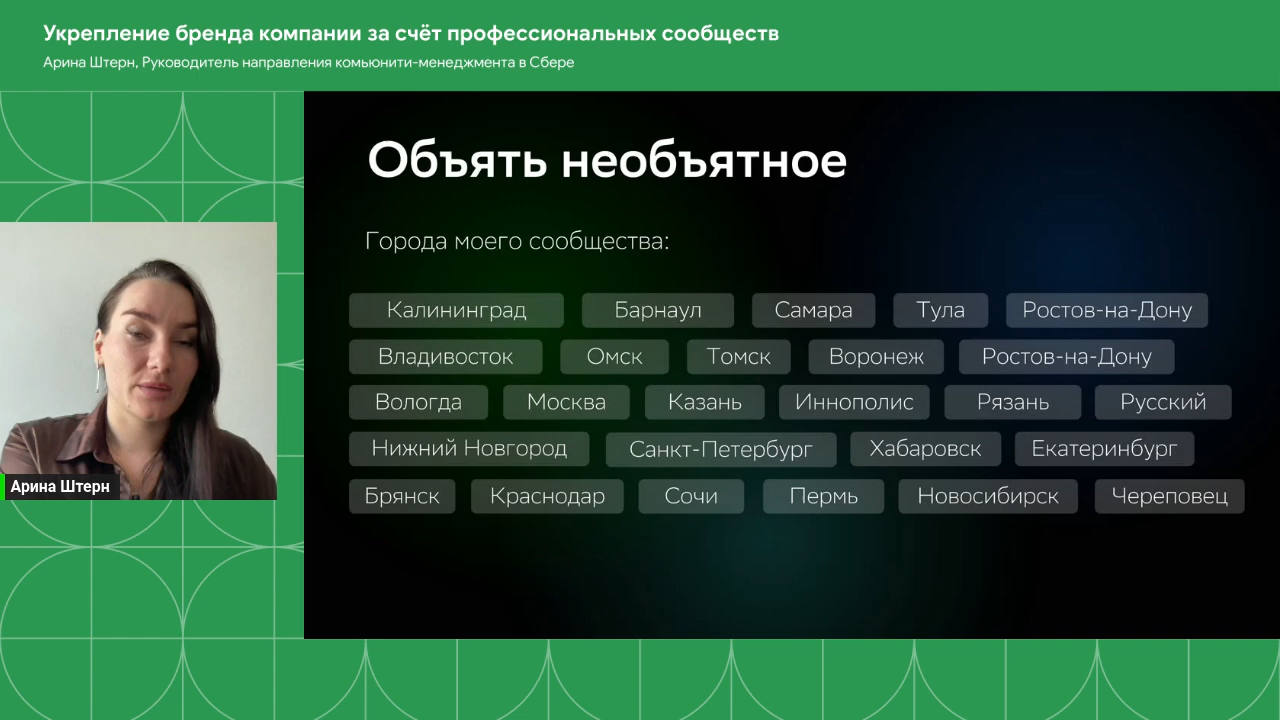 Укрепление бренда компании за счёт профессиональных сообществ
Арина Штерн, Руководитель направления комьюнити-менеджмента в Сбере
Объять необъятное
Города моего сообщества:
Калининград Барнаул Самара Тула Ростов-на-Дону
Владивосток Омск Томск Воронеж Ростов-на-Дону
Вологда Москва Казань Иннополис Рязань Русский
Нижний Новгород Санкт-Петербург Хабаровск Екатеринбург
Брянск Краснодар Сочи Пермь Новосибирск Череповец
Арина Штерн